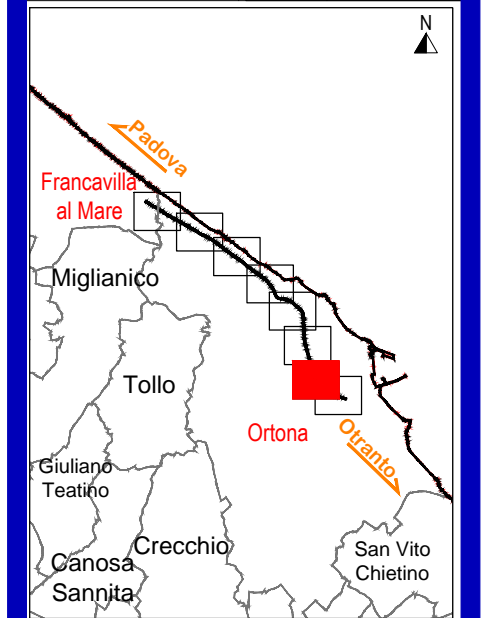 N
Padova
Francavilla
al Mare
Miglianico
Tollo
Ortona
Otranto
Giuliano
Teatino
Crecchio
Canosa
Sannita
San Vito
Chietino